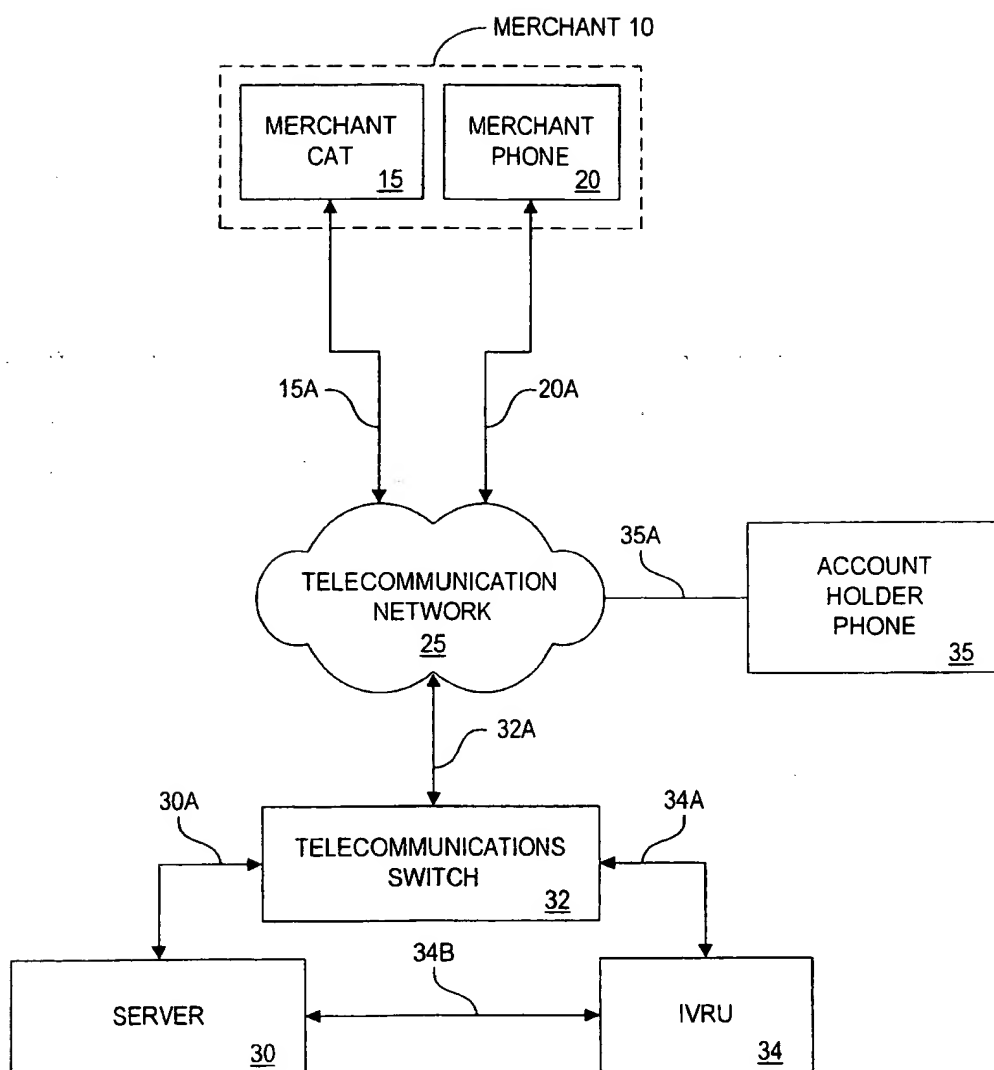 MERCHANT 10
MERCHANT
CAT
15
MERCHANT
PHONE
20
15A
20A
TELECOMMUNICATION
NETWORK
25
35A
ACCOUNT
HOLDER
PHONE
35
32A
30A
34A
TELECOMMUNICATIONS
SWITCH
32
34B
SERVER
30
IVRU
34